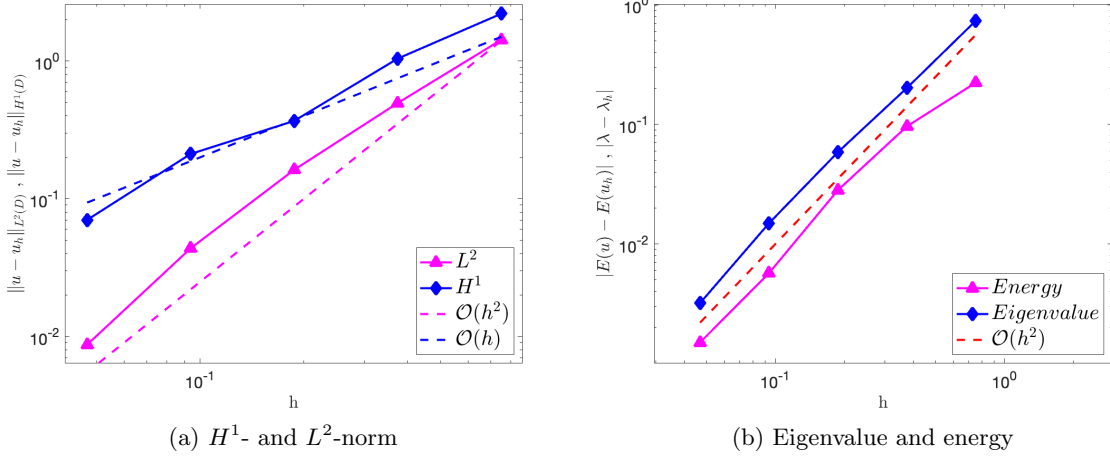 10^0
10^{-1}
10^{-2}
||u − u_h||_{L^2(D)} , ||u − u_h||_{H^1(D)}
L^2
H^1
O(h^2)
O(h)
10^{-1}
h
(a) H^1- and L^2-norm
10^0
10^{-1}
10^{-2}
|E(u) − E(u_h)| , |λ − λ_h|
Energy
Eigenvalue
O(h^2)
10^{-1}
10^0
h
(b) Eigenvalue and energy